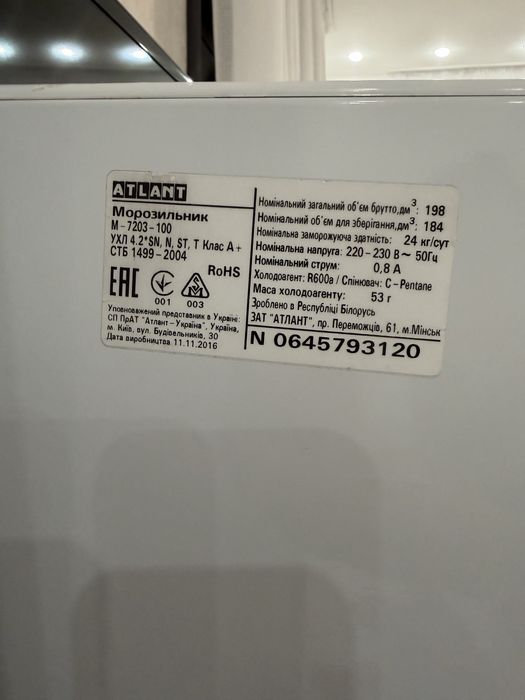 ATLANT
Морозильник
М-7203-100
УХЛ 4.2*SN, N, ST, T Клас А+
СТБ 1499-2004
EAC
RoHS
001
003
Уповноважений представник в Україні:
СП ПрАТ "Атлант-Україна", Україна,
м. Київ, вул. Будівельників, 30
Дата виробництва 11.11.2016
Номінальний загальний об'єм брутто,дм³: 198
Номінальний об'єм для зберігання,дм³: 184
Номінальна заморожуюча здатність: 24 кг/сут
Номінальна напруга: 220-230 В~ 50Гц
Номінальний струм: 0,8 А
Холодоагент: R600a / Спінювач: C-Pentane
Маса холодоагенту: 53 г
Зроблено в Республіці Білорусь
ЗАТ "АТЛАНТ", пр. Переможців, 61, м.Мінськ
N 0645793120